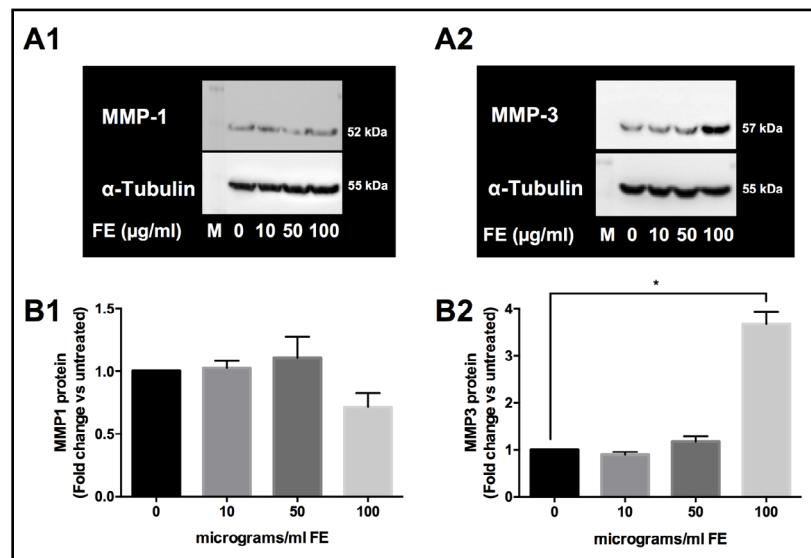 A1
MMP-1
52 kDa
α-Tubulin
55 kDa
FE (µg/ml) M 0 10 50 100
A2
MMP-3
57 kDa
α-Tubulin
55 kDa
FE (µg/ml) M 0 10 50 100
B1
MMP1 protein
(Fold change vs untreated)
1.5
1.0
0.5
0.0
0 10 50 100
micrograms/ml FE
B2
MMP3 protein
(Fold change vs untreated)
*
4
3
2
1
0
0 10 50 100
micrograms/ml FE